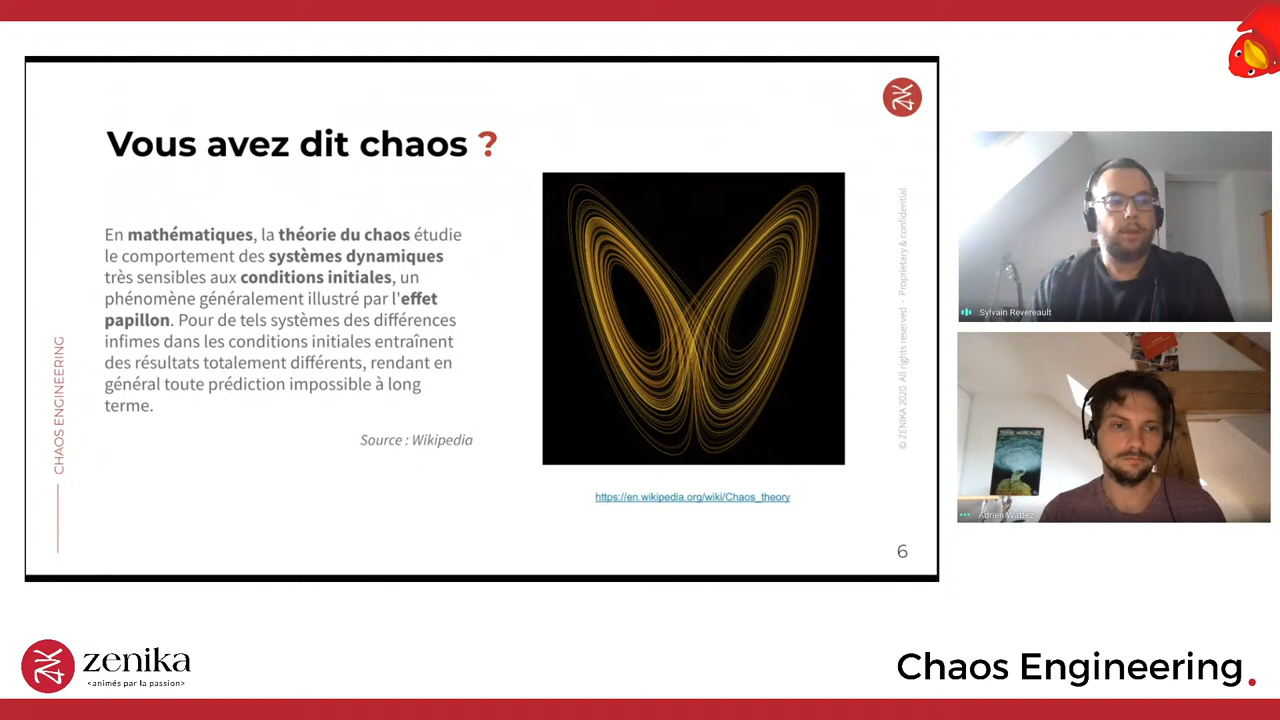 Vous avez dit chaos ?
En mathématiques, la théorie du chaos étudie
le comportement des systèmes dynamiques
très sensibles aux conditions initiales, un
phénomène généralement illustré par l'effet
papillon. Pour de tels systèmes des différences
infimes dans les conditions initiales entraînent
des résultats totalement différents, rendant en
général toute prédiction impossible à long
terme.
Source : Wikipedia
https://en.wikipedia.org/wiki/Chaos_theory
CHAOS ENGINEERING
© ZENIKA 2020 All rights reserved - Proprietary & confidential
6
Sylvain Revereault
Adrien Wattez
zenika
<animés par la passion>
Chaos Engineering.